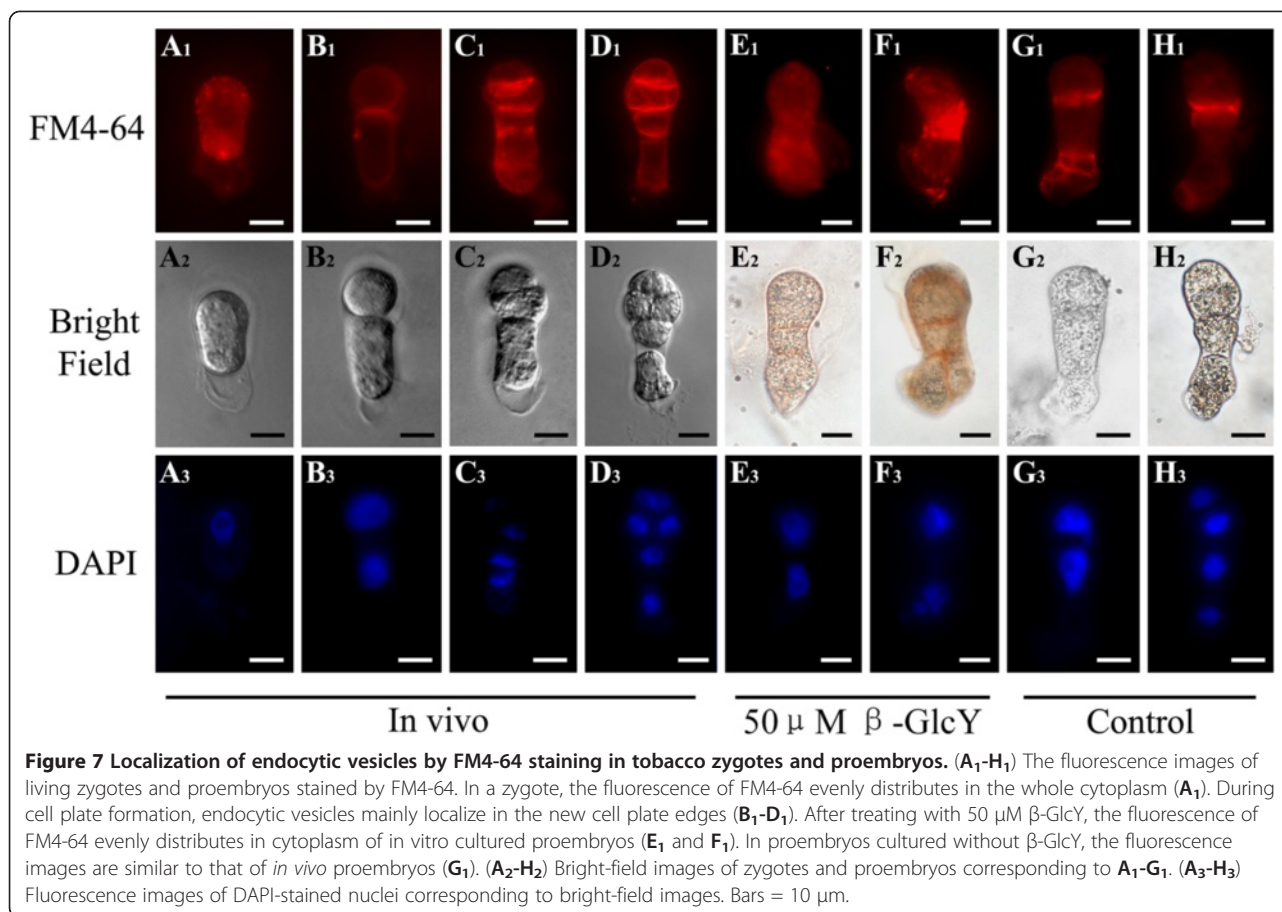 A1 B1 C1 D1 E1 F1 G1 H1
FM4-64
A2 B2 C2 D2 E2 F2 G2 H2
Bright
Field
A3 B3 C3 D3 E3 F3 G3 H3
DAPI
In vivo 50 μM β-GlcY Control
Figure 7 Localization of endocytic vesicles by FM4-64 staining in tobacco zygotes and proembryos. (A1-H1) The fluorescence images of
living zygotes and proembryos stained by FM4-64. In a zygote, the fluorescence of FM4-64 evenly distributes in the whole cytoplasm (A1). During
cell plate formation, endocytic vesicles mainly localize in the new cell plate edges (B1-D1). After treating with 50 μM β-GlcY, the fluorescence of
FM4-64 evenly distributes in cytoplasm of in vitro cultured proembryos (E1 and F1). In proembryos cultured without β-GlcY, the fluorescence
images are similar to that of in vivo proembryos (G1). (A2-H2) Bright-field images of zygotes and proembryos corresponding to A1-G1. (A3-H3)
Fluorescence images of DAPI-stained nuclei corresponding to bright-field images. Bars = 10 μm.